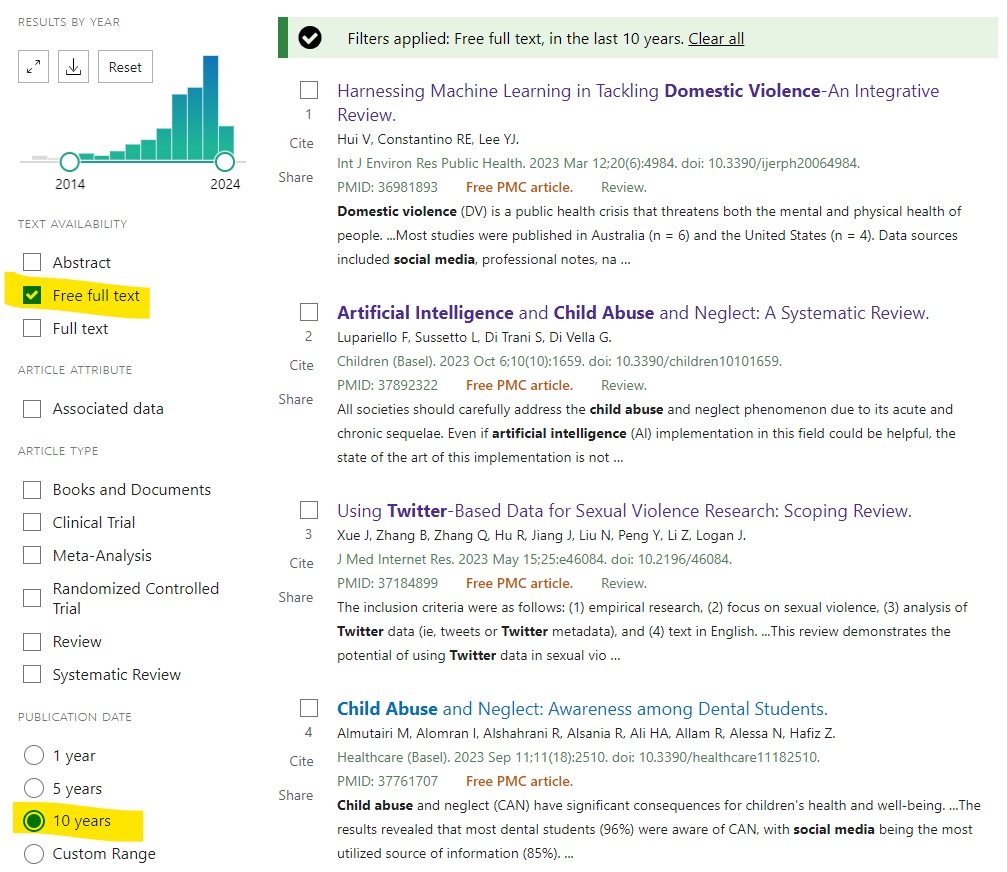 RESULTS BY YEAR
Reset
2014
2024
TEXT AVAILABILITY
Abstract
Free full text
Full text
ARTICLE ATTRIBUTE
Associated data
ARTICLE TYPE
Books and Documents
Clinical Trial
Meta-Analysis
Randomized Controlled
Trial
Review
Systematic Review
PUBLICATION DATE
1 year
5 years
10 years
Custom Range
Filters applied: Free full text, in the last 10 years. Clear all
1
Cite
Share
Harnessing Machine Learning in Tackling Domestic Violence-An Integrative
Review.
Hui V, Constantino RE, Lee YJ.
Int J Environ Res Public Health. 2023 Mar 12;20(6):4984. doi: 10.3390/ijerph20064984.
PMID: 36981893 Free PMC article. Review.
Domestic violence (DV) is a public health crisis that threatens both the mental and physical health of
people. ...Most studies were published in Australia (n = 6) and the United States (n = 4). Data sources
included social media, professional notes, na ...
2
Cite
Share
Artificial Intelligence and Child Abuse and Neglect: A Systematic Review.
Lupariello F, Sussetto L, Di Trani S, Di Vella G.
Children (Basel). 2023 Oct 6;10(10):1659. doi: 10.3390/children10101659.
PMID: 37892322 Free PMC article. Review.
All societies should carefully address the child abuse and neglect phenomenon due to its acute and
chronic sequelae. Even if artificial intelligence (AI) implementation in this field could be helpful, the
state of the art of this implementation is not ...
3
Cite
Share
Using Twitter-Based Data for Sexual Violence Research: Scoping Review.
Xue J, Zhang B, Zhang Q, Hu R, Jiang J, Liu N, Peng Y, Li Z, Logan J.
J Med Internet Res. 2023 May 15;25:e46084. doi: 10.2196/46084.
PMID: 37184899 Free PMC article. Review.
The inclusion criteria were as follows: (1) empirical research, (2) focus on sexual violence, (3) analysis of
Twitter data (ie, tweets or Twitter metadata), and (4) text in English. ...This review demonstrates the
potential of using Twitter data in sexual vio ...
4
Cite
Share
Child Abuse and Neglect: Awareness among Dental Students.
Almutairi M, Alomran I, Alshahrani R, Alsania R, Ali HA, Allam R, Alessa N, Hafiz Z.
Healthcare (Basel). 2023 Sep 11;11(18):2510. doi: 10.3390/healthcare11182510.
PMID: 37761707 Free PMC article.
Child abuse and neglect (CAN) have significant consequences for children's health and well-being. ...The
results revealed that most dental students (96%) were aware of CAN, with social media being the most
utilized source of information (85%). ...